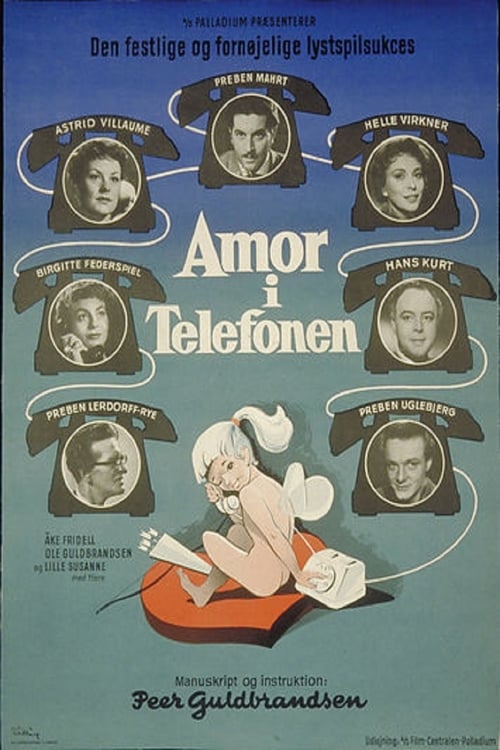 A/S PALLADIUM PRÆSENTERER
Den festlige og fornøjelige lystspilsukces
PREBEN MAHRT
ASTRID VILLAUME
HELLE VIRKNER
Amor
i
Telefonen
BIRGITTE FEDERSPIEL
HANS KURT
PREBEN LERDORFF-RYE
PREBEN UGLEBJERG
ÅKE FRIDELL
OLE GULDBRANDSEN
og LILLE SUSANNE
med flere
Manuskript og instruktion:
Peer Guldbrandsen
Udlejning: A/S Film-Centralen-Palladium